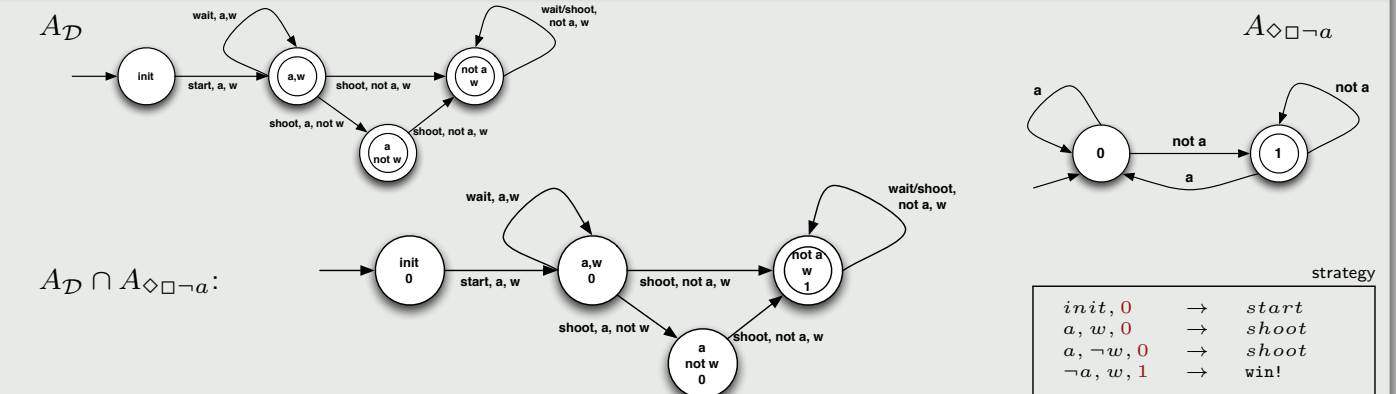 A_𝒟
wait, a,w
init
start, a, w
a,w
shoot, not a, w
shoot, a, not w
a
not w
shoot, not a, w
not a
w
wait/shoot,
not a, w
A_◇□¬a
a
0
not a
a
1
not a
A_𝒟 ∩ A_◇□¬a:
init
0
start, a, w
wait, a,w
a,w
0
shoot, not a, w
shoot, a, not w
a
not w
0
shoot, not a, w
not a
w
1
wait/shoot,
not a, w
strategy
init, 0 → start
a, w, 0 → shoot
a, ¬w, 0 → shoot
¬a, w, 1 → win!